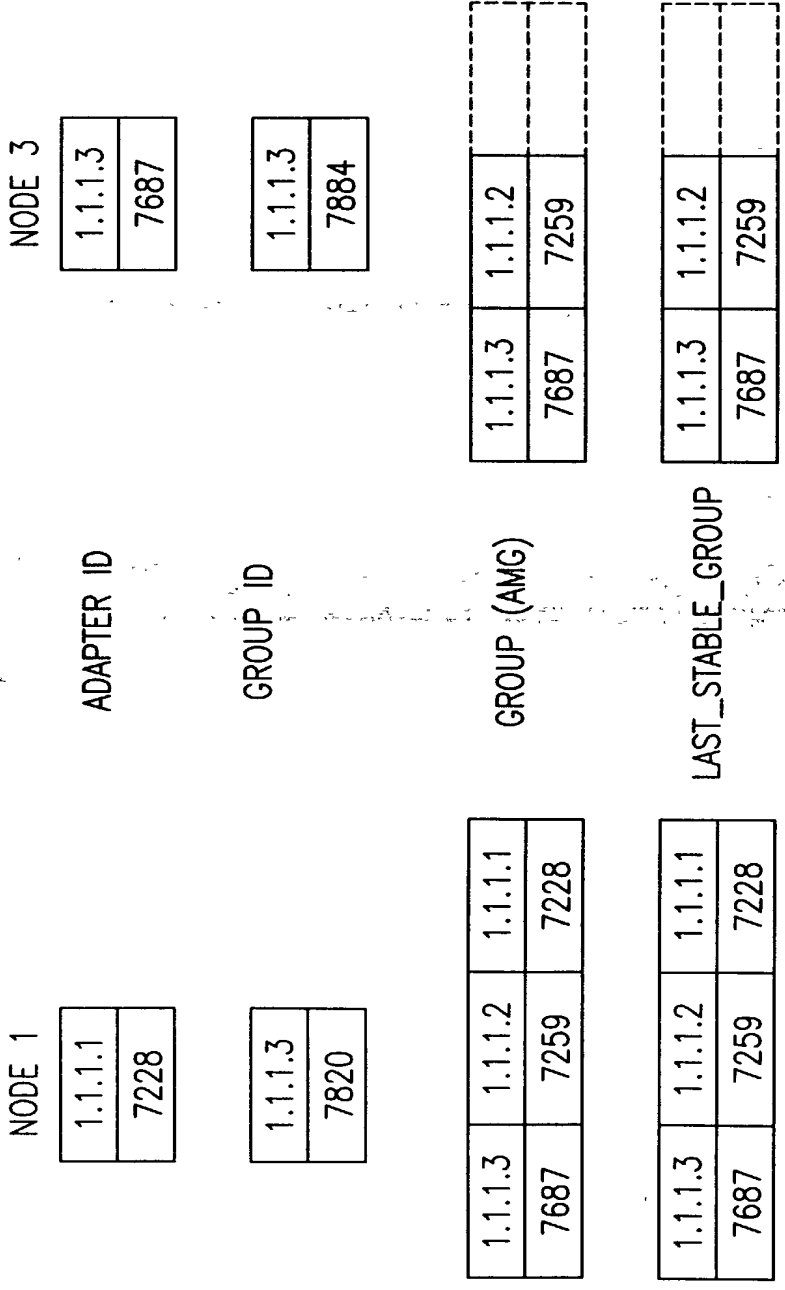 NODE 1
NODE 3
1.1.1.1
7228
ADAPTER ID
1.1.1.3
7687
1.1.1.3
7820
GROUP ID
1.1.1.3
7884
1.1.1.3 1.1.1.2 1.1.1.1
7687 7259 7228
GROUP (AMG)
1.1.1.3 1.1.1.2
7687 7259
1.1.1.3 1.1.1.2 1.1.1.1
7687 7259 7228
LAST_STABLE_GROUP
1.1.1.3 1.1.1.2
7687 7259